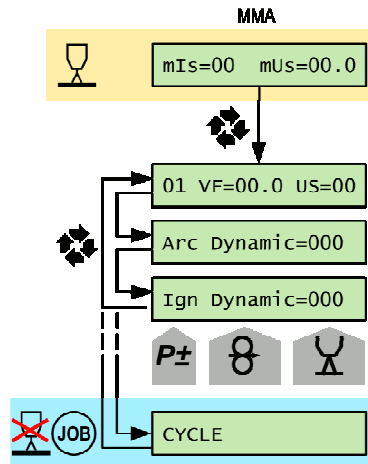 MMA
mIs=00 mUs=00.0
01 VF=00.0 US=00
Arc Dynamic=000
Ign Dynamic=000
P±
JOB
CYCLE